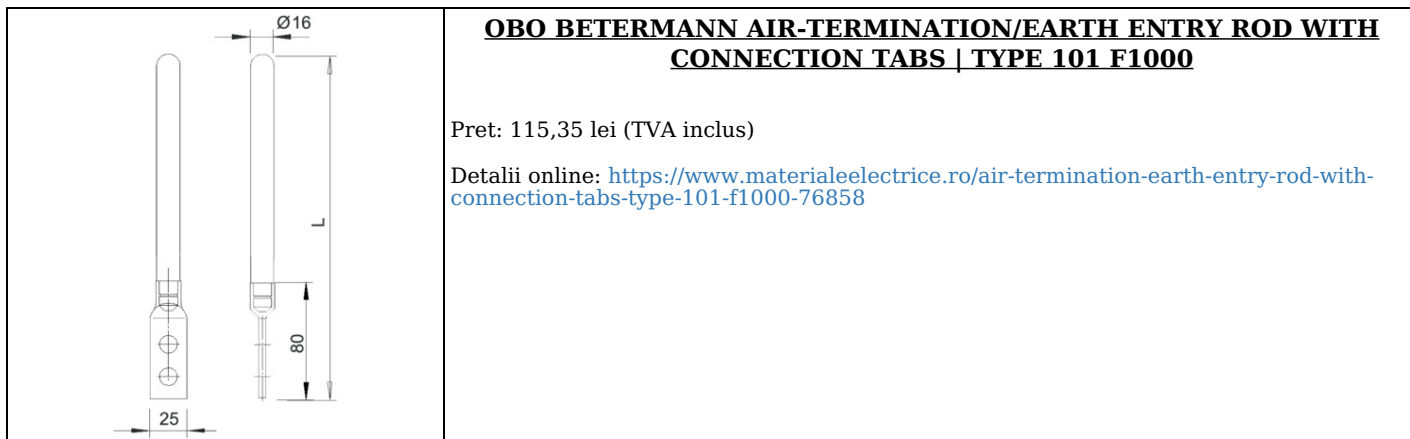 Ø16
L
80
25
OBO BETERMANN AIR-TERMINATION/EARTH ENTRY ROD WITH
CONNECTION TABS | TYPE 101 F1000
Pret: 115,35 lei (TVA inclus)
Detalii online: https://www.materialeelectrice.ro/air-termination-earth-entry-rod-with-
connection-tabs-type-101-f1000-76858